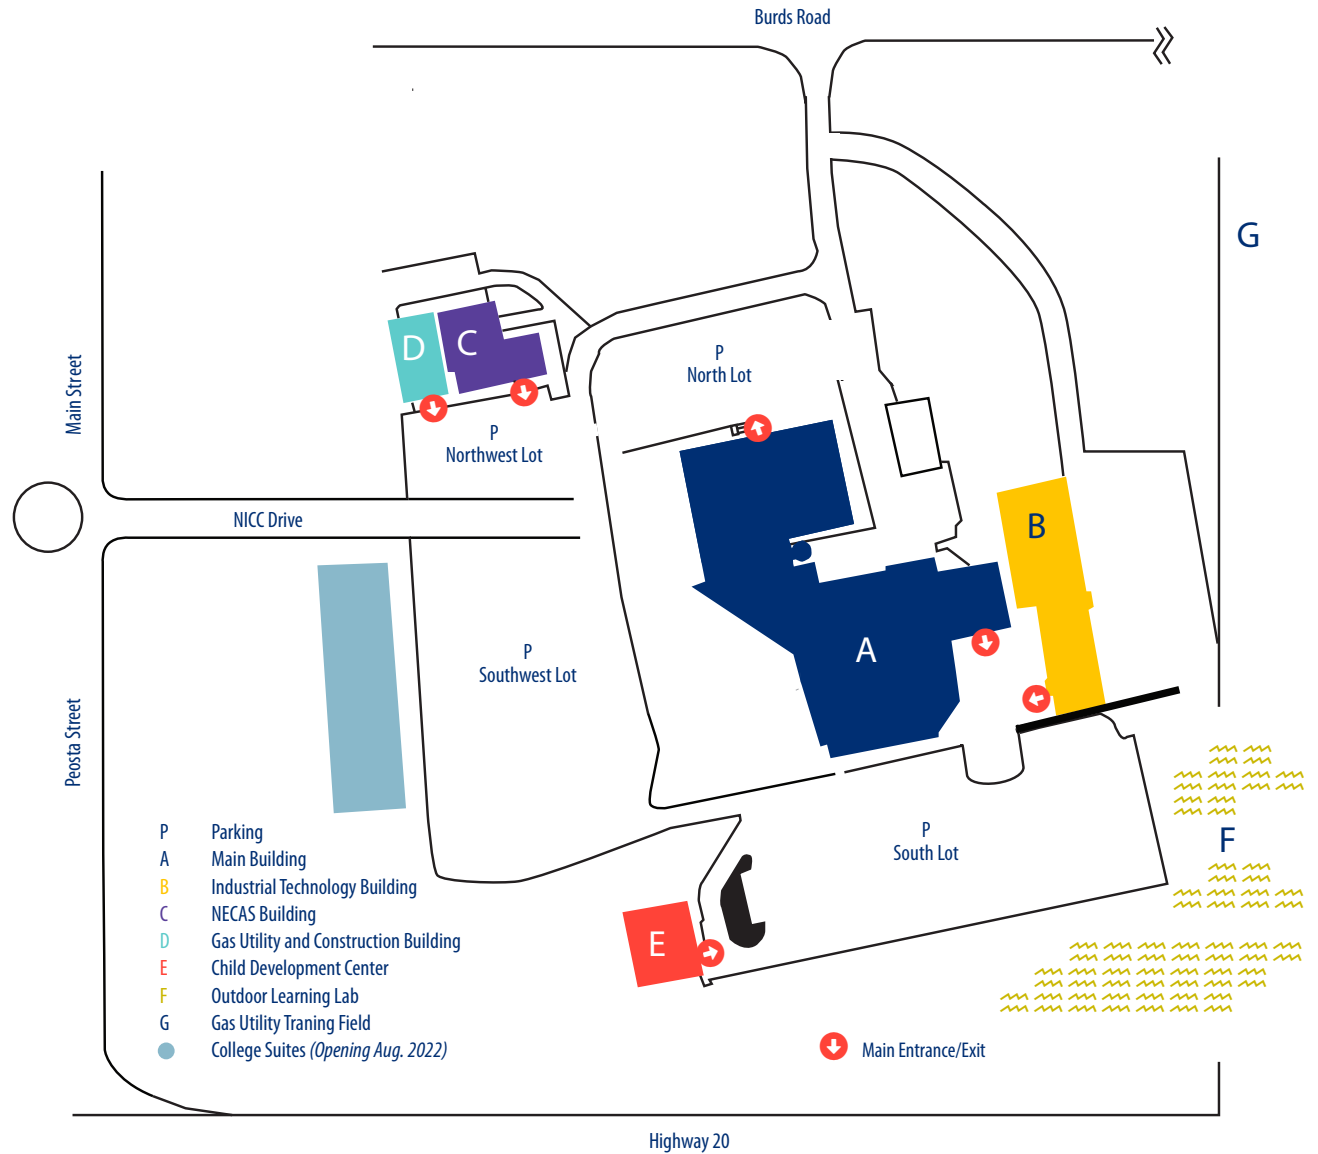 Burds Road
G
Main Street
D
C
P
North Lot
P
Northwest Lot
NICC Drive
B
A
P
Southwest Lot
Peosta Street
P
South Lot
F
E
P Parking
A Main Building
B Industrial Technology Building
C NECAS Building
D Gas Utility and Construction Building
E Child Development Center
F Outdoor Learning Lab
G Gas Utility Traning Field
College Suites (Opening Aug. 2022)
Main Entrance/Exit
Highway 20